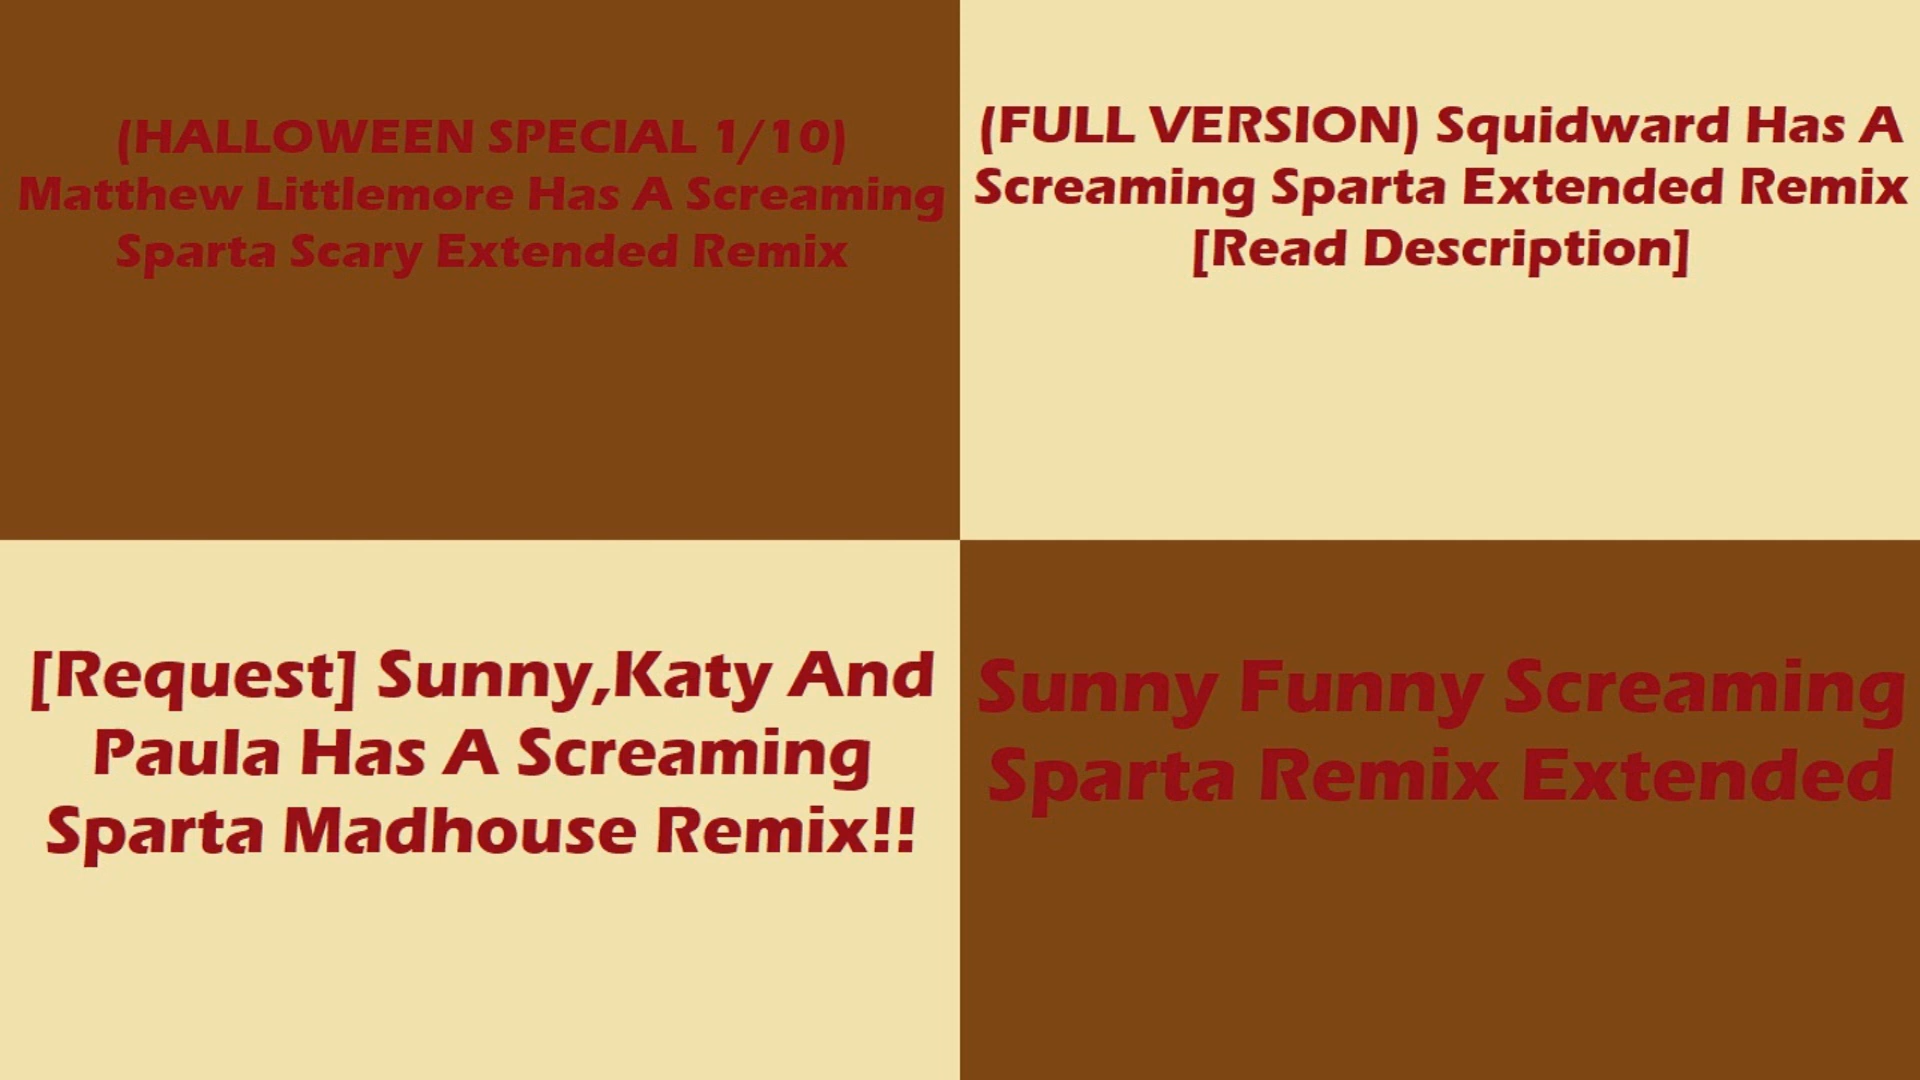 (HALLOWEEN SPECIAL 1/10)
Matthew Littlemore Has A Screaming
Sparta Scary Extended Remix
(FULL VERSION) Squidward Has A
Screaming Sparta Extended Remix
[Read Description]
[Request] Sunny,Katy And
Paula Has A Screaming
Sparta Madhouse Remix!!
Sunny Funny Screaming
Sparta Remix Extended